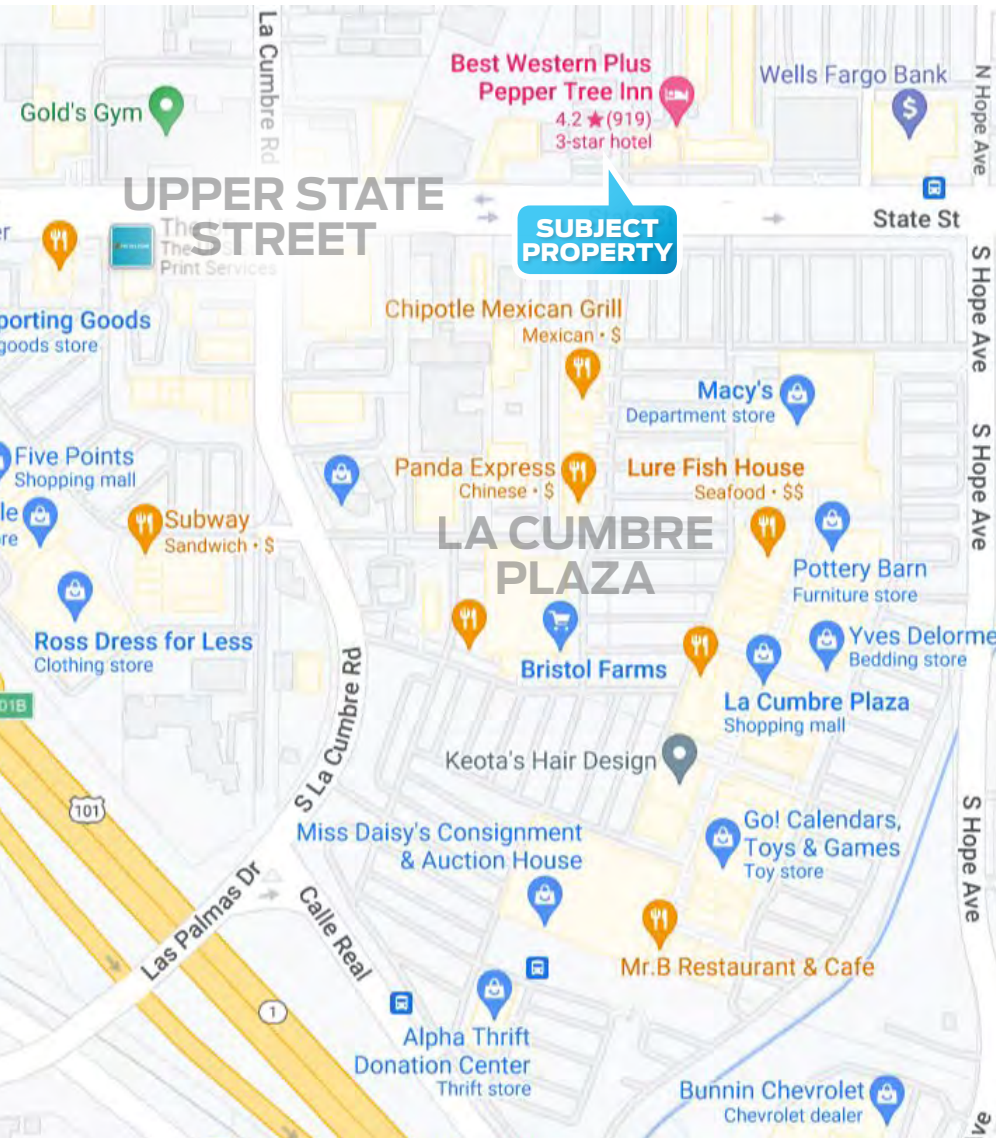 La Cumbre Rd
Best Western Plus
Pepper Tree Inn
4.2 ★ (919)
3-star hotel
Wells Fargo Bank
N Hope Ave
Gold's Gym
UPPER STATE
STREET
Print Services
SUBJECT
PROPERTY
State St
S Hope Ave
Chipotle Mexican Grill
Mexican · $
porting Goods
goods store
Macy's
Department store
S Hope Ave
Five Points
Shopping mall
Panda Express
Chinese · $
Lure Fish House
Seafood · $$
le
re
Subway
Sandwich · $
LA CUMBRE
PLAZA
Pottery Barn
Furniture store
Ross Dress for Less
Clothing store
Bristol Farms
Yves Delorme
Bedding store
La Cumbre Plaza
Shopping mall
01B
S La Cumbre Rd
Keota's Hair Design
101
Miss Daisy's Consignment
& Auction House
Go! Calendars,
Toys & Games
Toy store
S Hope Ave
Las Palmas Dr
Calle Real
Mr.B Restaurant & Cafe
1
Alpha Thrift
Donation Center
Thrift store
Bunnin Chevrolet
Chevrolet dealer